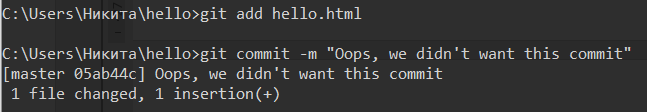 C:\Users\Никита\hello>git add hello.html
C:\Users\Никита\hello>git commit -m "Oops, we didn't want this commit"
[master 05ab44c] Oops, we didn't want this commit
 1 file changed, 1 insertion(+)